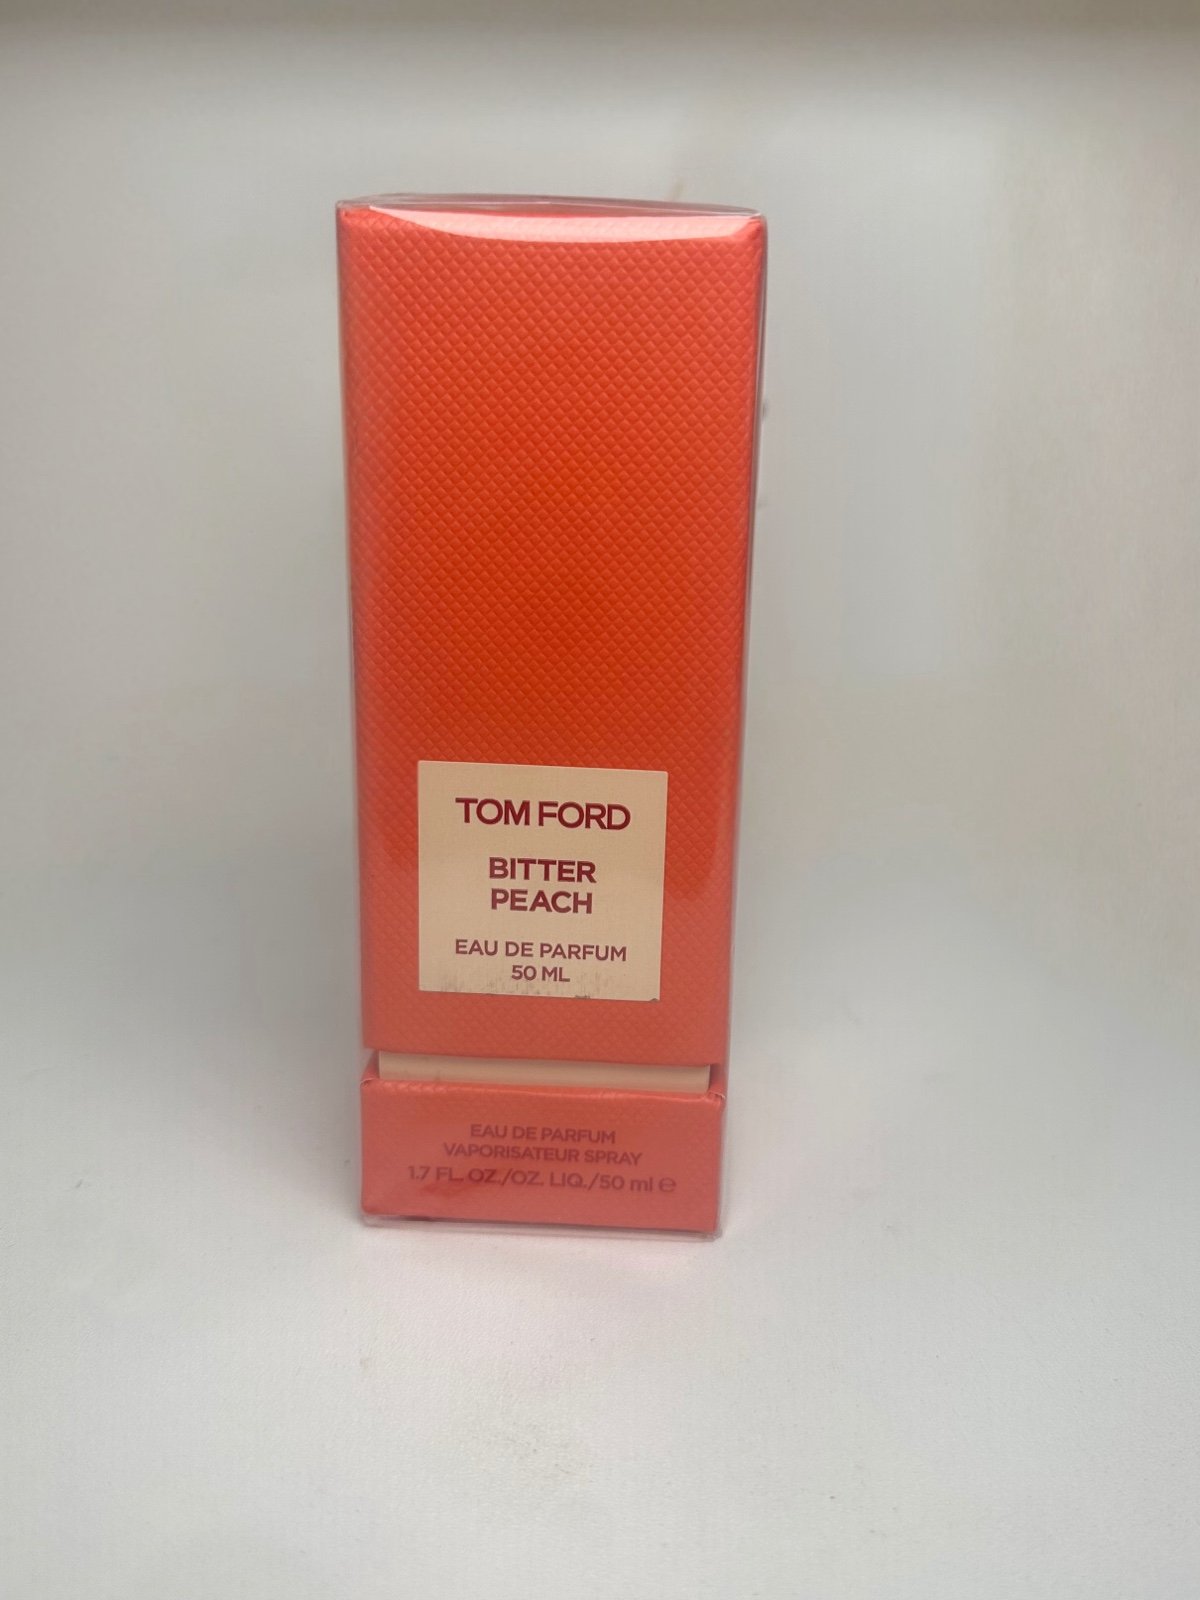 TOM FORD
BITTER
PEACH
EAU DE PARFUM
50 ML
EAU DE PARFUM
VAPORISATEUR SPRAY
1.7 FL. OZ./OZ. LIQ./50 ml ℮